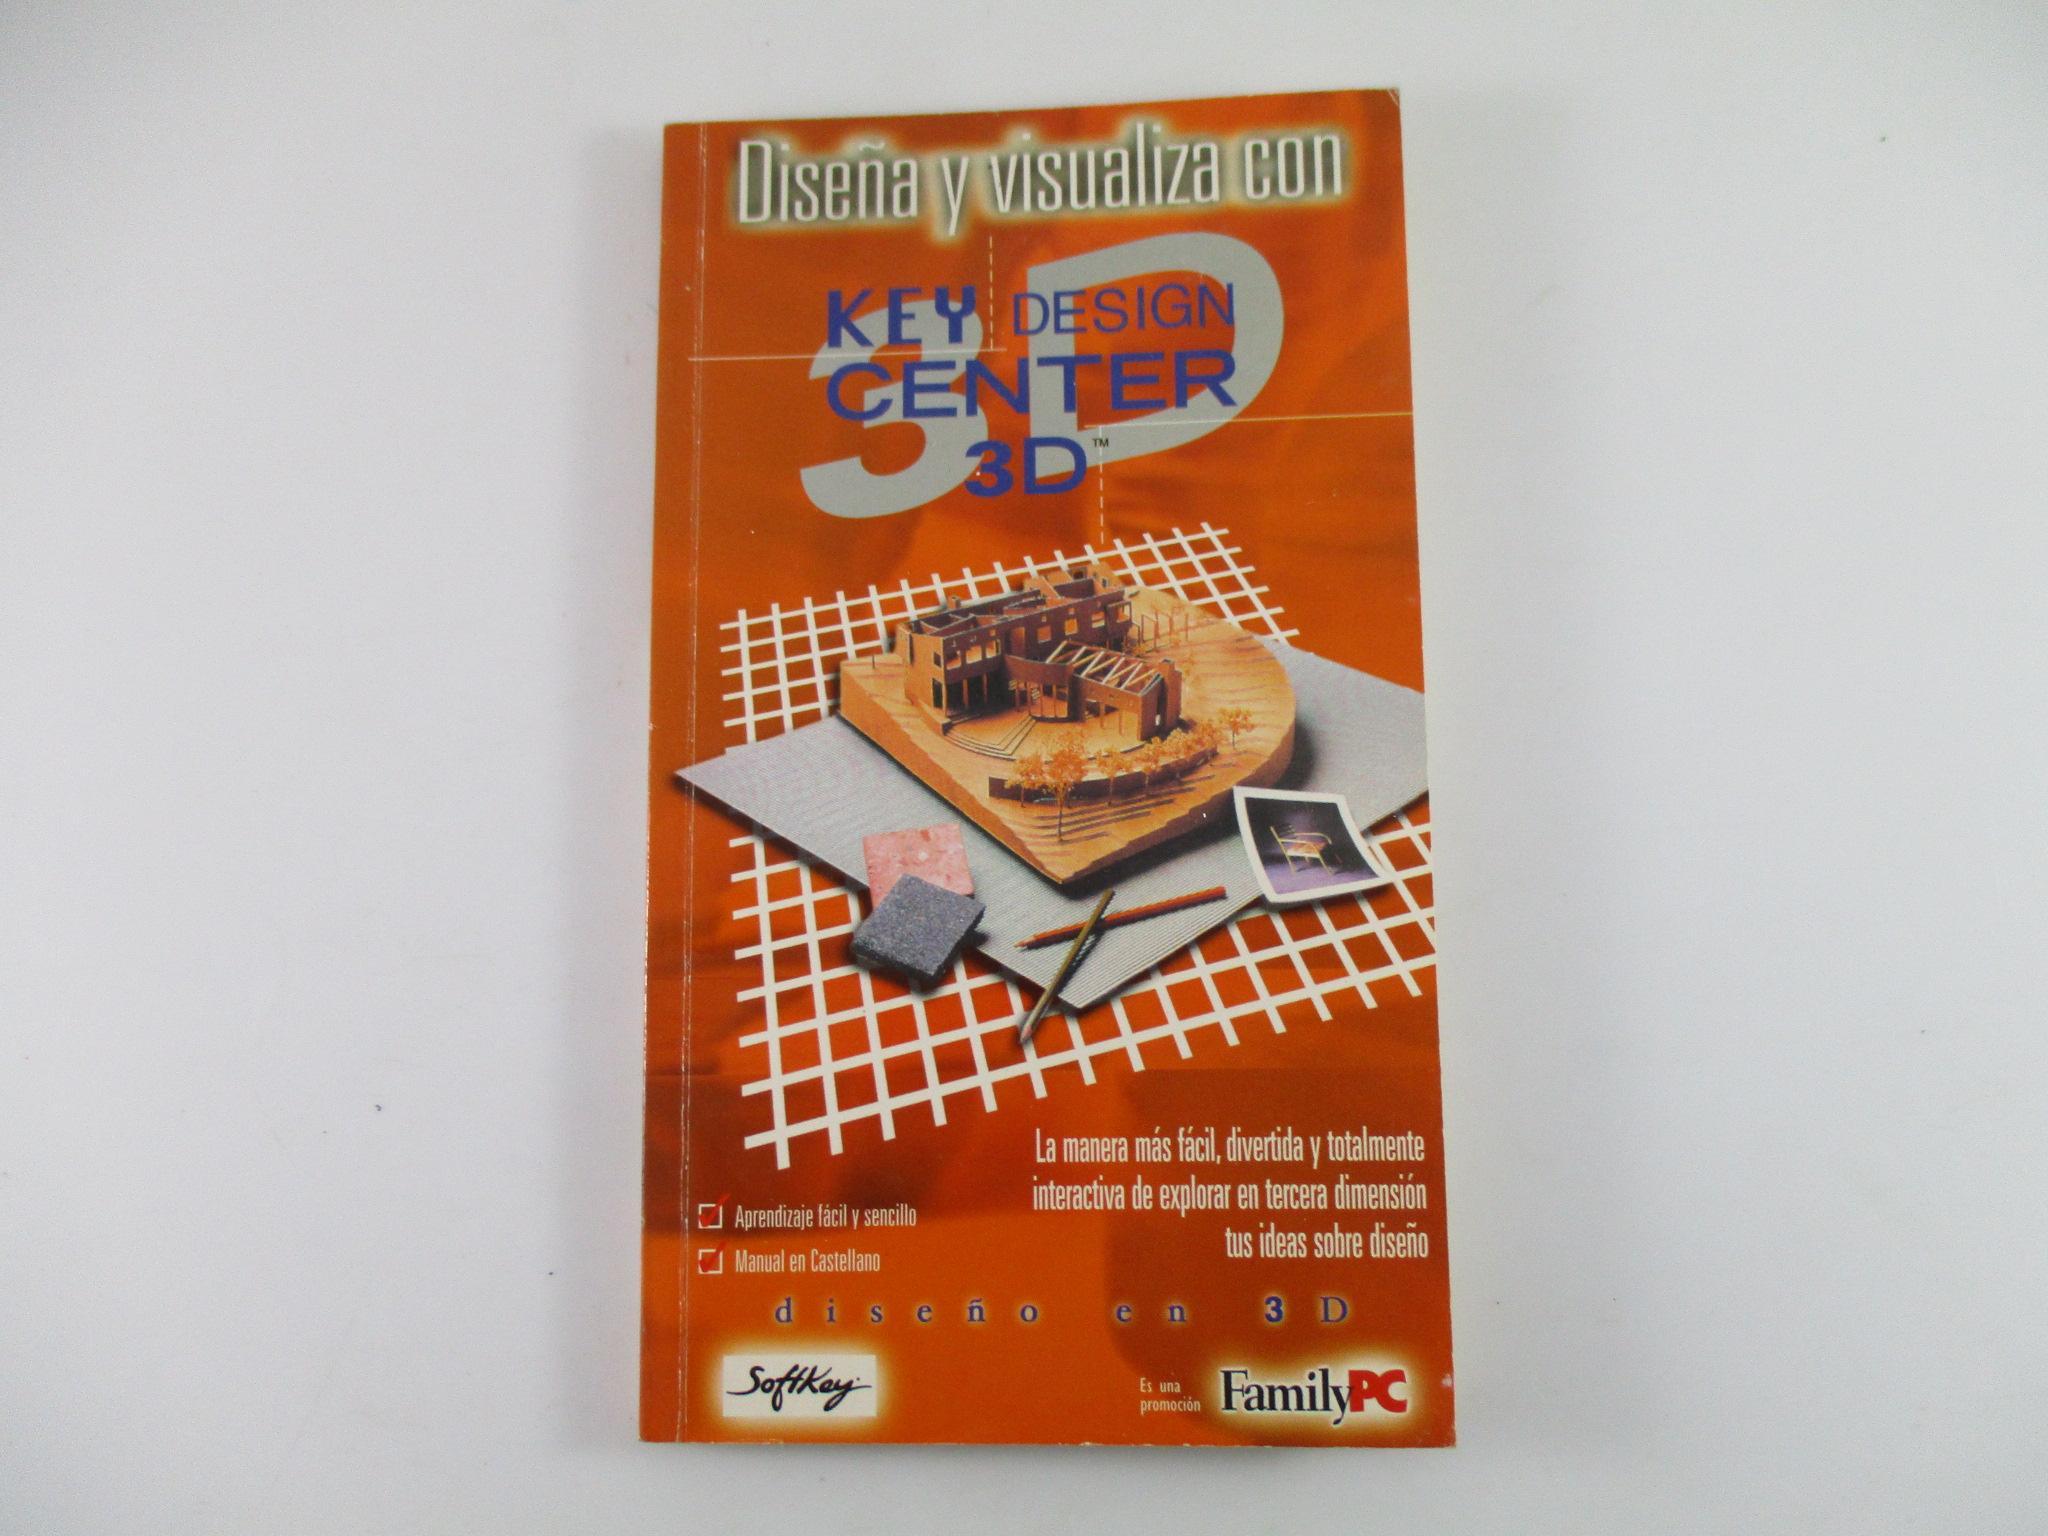 Diseña y visualiza con
3D
KEY DESIGN
CENTER
3D™
La manera más fácil, divertida y totalmente
interactiva de explorar en tercera dimensión
tus ideas sobre diseño
Aprendizaje fácil y sencillo
Manual en Castellano
diseño en 3D
SoftKey
Es una
promoción
FamilyPC